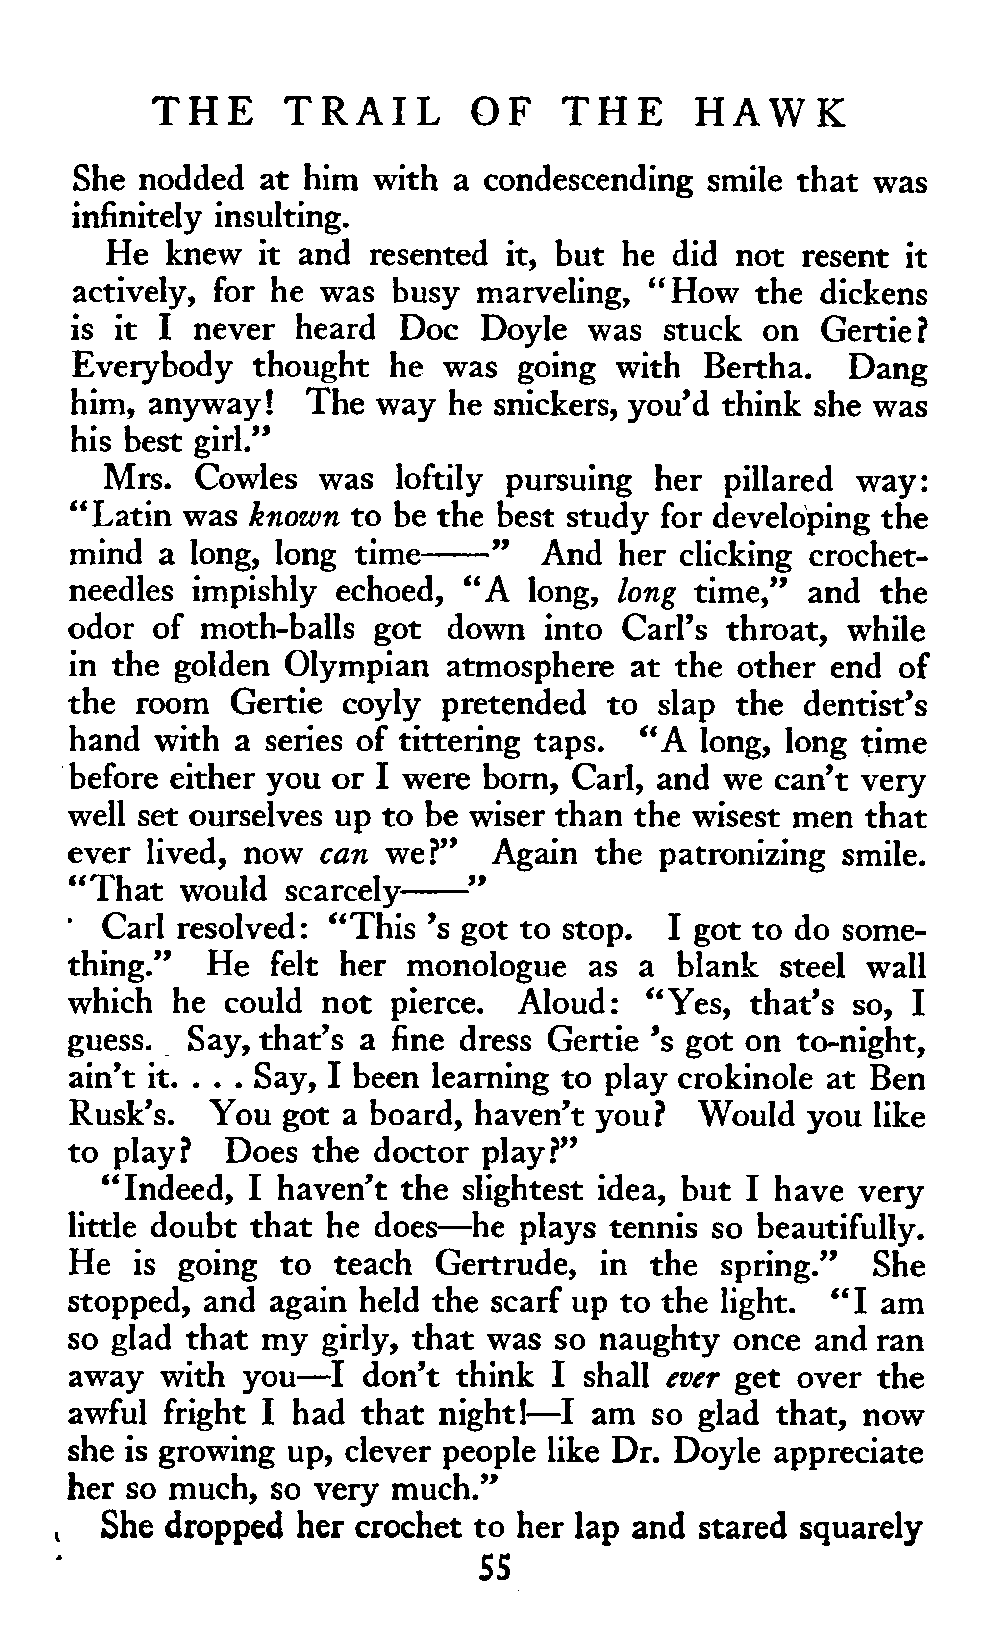 THE TRAIL OF THE HAWK
She nodded at him with a condescending smile that was
infinitely insulting.
He knew it and resented it, but he did not resent it
actively, for he was busy marveling, "How the dickens
is it I never heard Doc Doyle was stuck on Gertie?
Everybody thought he was going with Bertha. Dang
him, anyway! The way he snickers, you'd think she was
his best girl."
Mrs. Cowles was loftily pursuing her pillared way:
"Latin was known to be the best study for developing the
mind a long, long time——" And her clicking crochet-
needles impishly echoed, "A long, long time," and the
odor of moth-balls got down into Carl's throat, while
in the golden Olympian atmosphere at the other end of
the room Gertie coyly pretended to slap the dentist's
hand with a series of tittering taps. "A long, long time
before either you or I were born, Carl, and we can't very
well set ourselves up to be wiser than the wisest men that
ever lived, now can we?" Again the patronizing smile.
"That would scarcely——"
Carl resolved: "This 's got to stop. I got to do some-
thing." He felt her monologue as a blank steel wall
which he could not pierce. Aloud: "Yes, that's so, I
guess. Say, that's a fine dress Gertie 's got on to-night,
ain't it. . . . Say, I been learning to play crokinole at Ben
Rusk's. You got a board, haven't you? Would you like
to play? Does the doctor play?"
"Indeed, I haven't the slightest idea, but I have very
little doubt that he does—he plays tennis so beautifully.
He is going to teach Gertrude, in the spring." She
stopped, and again held the scarf up to the light. "I am
so glad that my girly, that was so naughty once and ran
away with you—I don't think I shall ever get over the
awful fright I had that night!—I am so glad that, now
she is growing up, clever people like Dr. Doyle appreciate
her so much, so very much."
She dropped her crochet to her lap and stared squarely
55